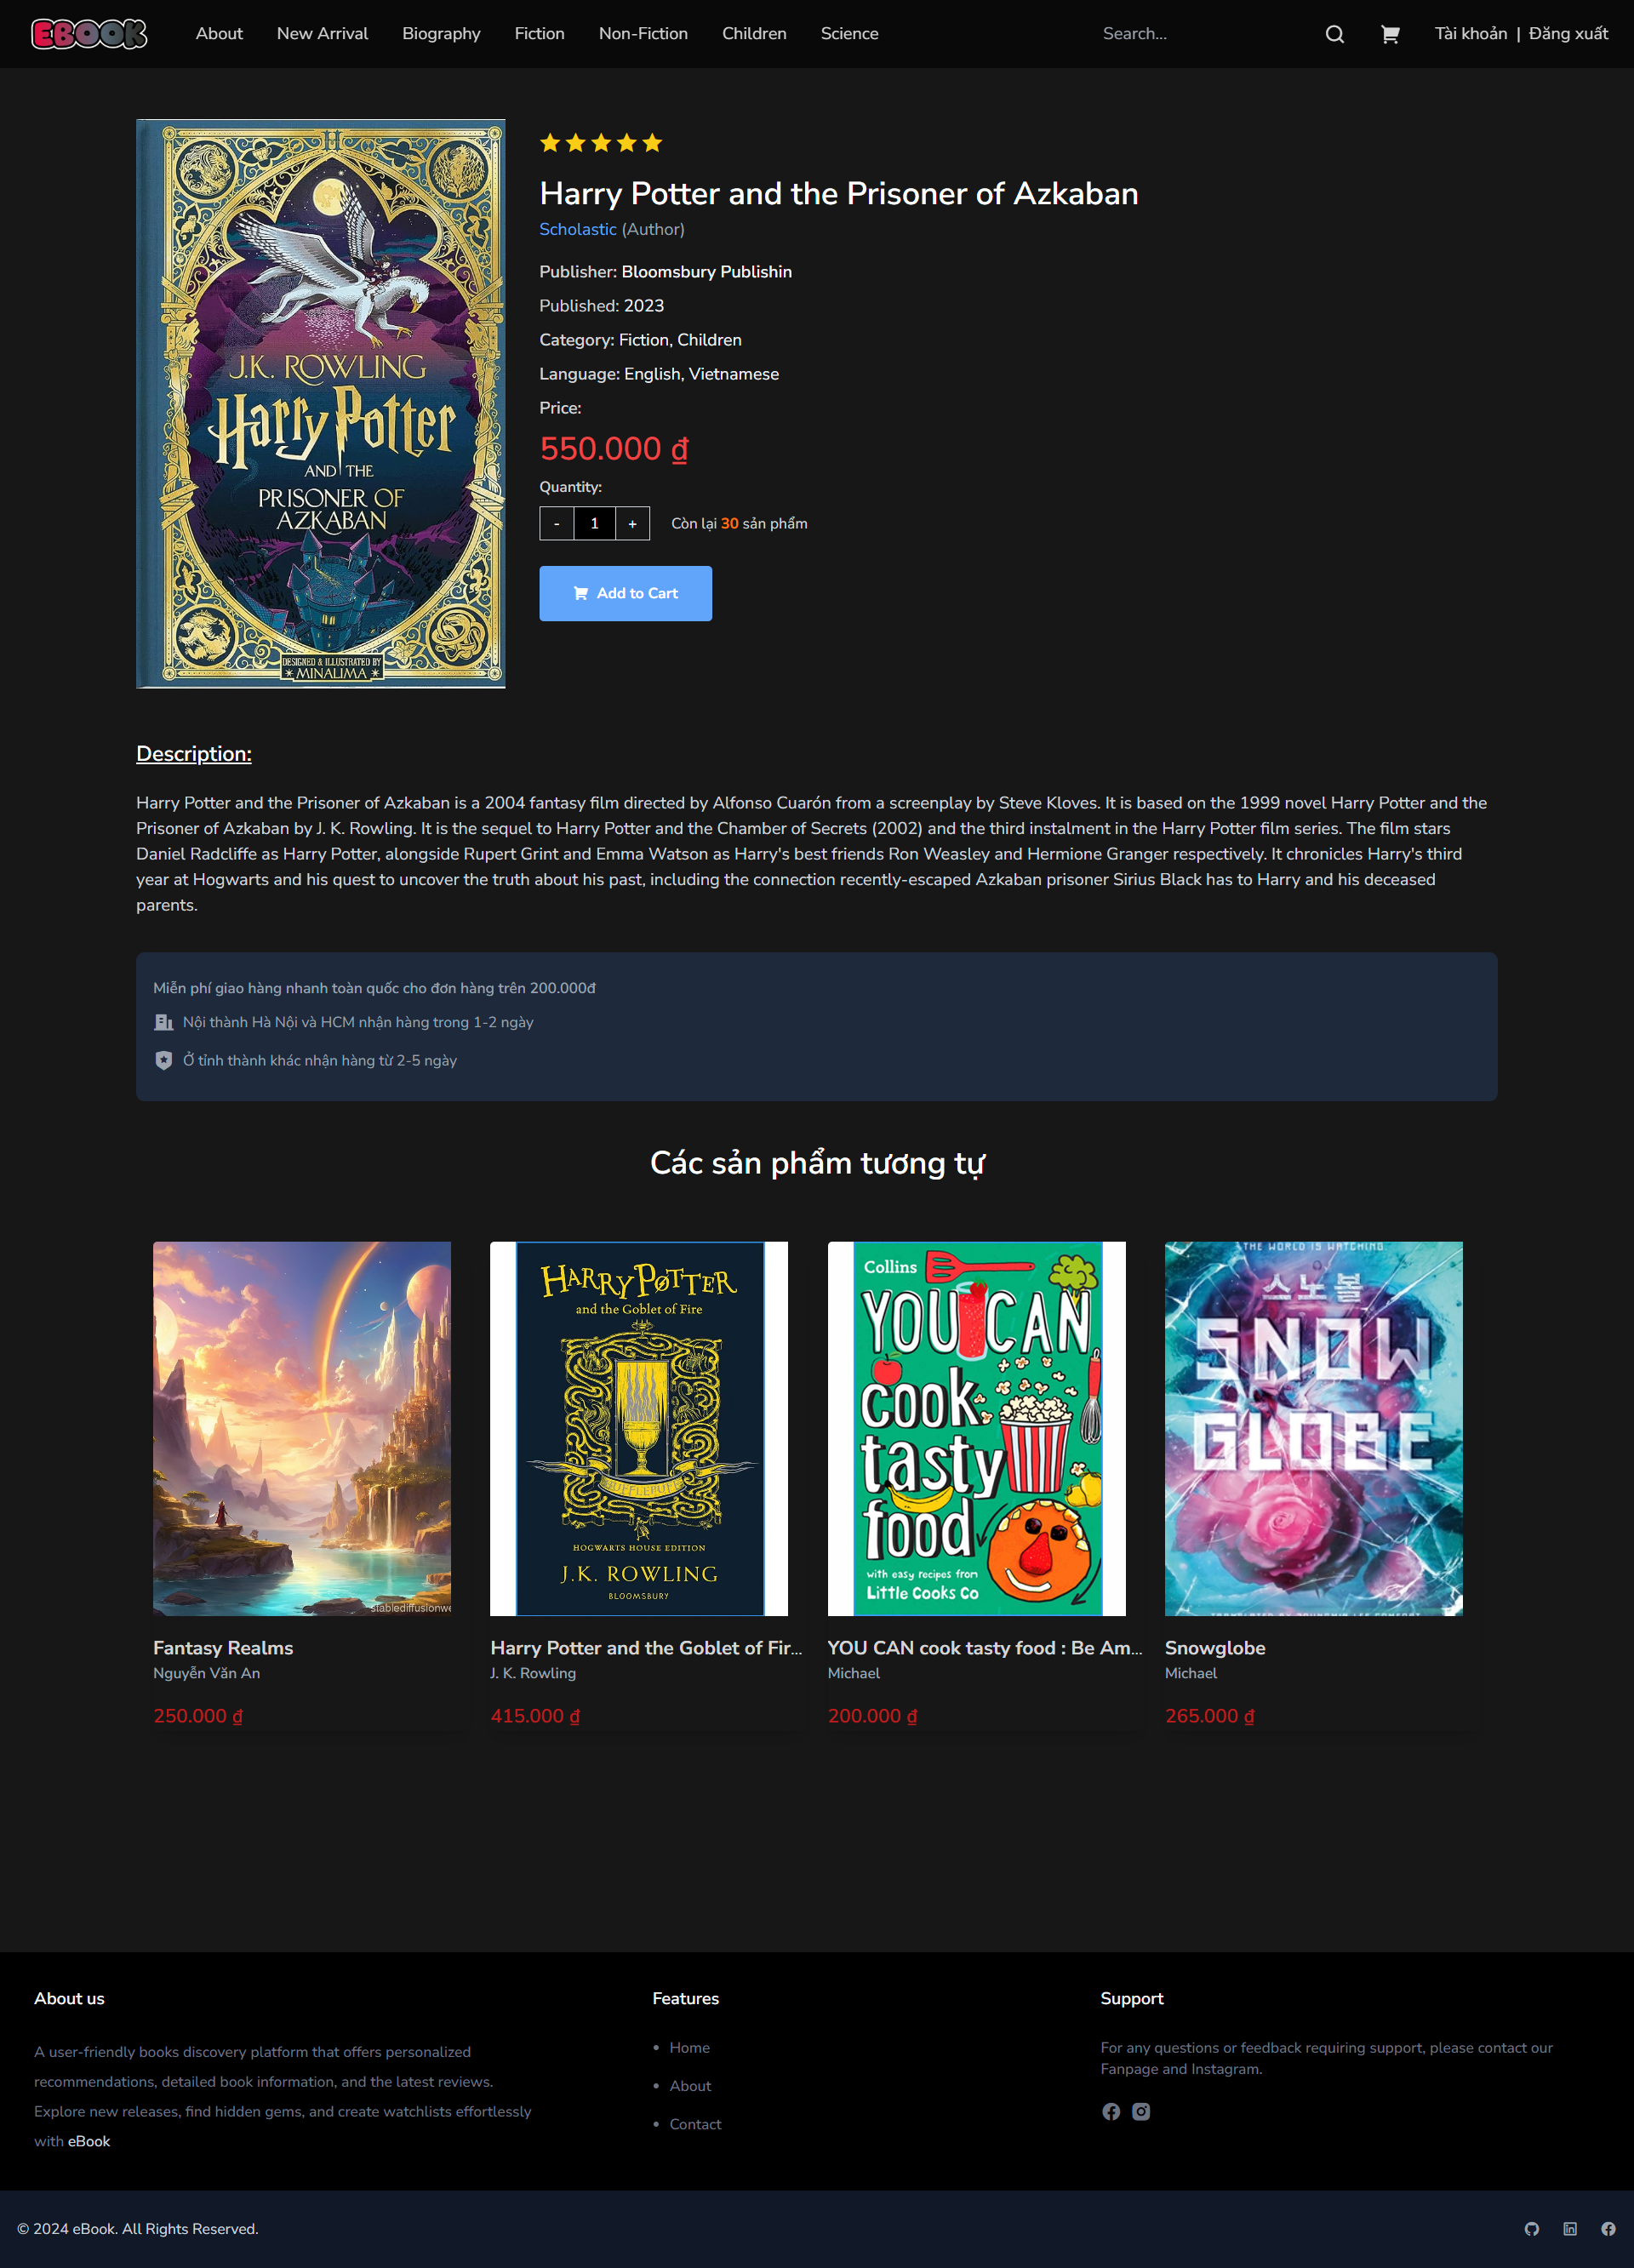 EBOOK
About
New Arrival
Biography
Fiction
Non-Fiction
Children
Science
Search...
Tài khoản | Đăng xuất
J.K. ROWLING
Harry Potter
AND THE
PRISONER OF
AZKABAN
DESIGNED & ILLUSTRATED BY
MINALIMA
Harry Potter and the Prisoner of Azkaban
Scholastic (Author)
Publisher: Bloomsbury Publishin
Published: 2023
Category: Fiction, Children
Language: English, Vietnamese
Price:
550.000 ₫
Quantity:
- 1 +
Còn lại 30 sản phẩm
Add to Cart
Description:
Harry Potter and the Prisoner of Azkaban is a 2004 fantasy film directed by Alfonso Cuarón from a screenplay by Steve Kloves. It is based on the 1999 novel Harry Potter and the
Prisoner of Azkaban by J. K. Rowling. It is the sequel to Harry Potter and the Chamber of Secrets (2002) and the third instalment in the Harry Potter film series. The film stars
Daniel Radcliffe as Harry Potter, alongside Rupert Grint and Emma Watson as Harry's best friends Ron Weasley and Hermione Granger respectively. It chronicles Harry's third
year at Hogwarts and his quest to uncover the truth about his past, including the connection recently-escaped Azkaban prisoner Sirius Black has to Harry and his deceased
parents.
Miễn phí giao hàng nhanh toàn quốc cho đơn hàng trên 200.000đ
Nội thành Hà Nội và HCM nhận hàng trong 1-2 ngày
Ở tỉnh thành khác nhận hàng từ 2-5 ngày
Các sản phẩm tương tự
stablediffusionwe
Fantasy Realms
Nguyễn Văn An
250.000 ₫
HARRY POTTER
and the Goblet of Fire
HUFFLEPUFF
HOGWARTS HOUSE EDITION
J.K. ROWLING
BLOOMSBURY
Harry Potter and the Goblet of Fir...
J. K. Rowling
415.000 ₫
Collins
YOU CAN
cook
tasty
food
with easy recipes from
Little Cooks Co
YOU CAN cook tasty food : Be Am...
Michael
200.000 ₫
THE WORLD IS WATCHING.
스노볼
SNOW
GLOBE
Snowglobe
Michael
265.000 ₫
About us
A user-friendly books discovery platform that offers personalized
recommendations, detailed book information, and the latest reviews.
Explore new releases, find hidden gems, and create watchlists effortlessly
with eBook
Features
• Home
• About
• Contact
Support
For any questions or feedback requiring support, please contact our
Fanpage and Instagram.
© 2024 eBook. All Rights Reserved.